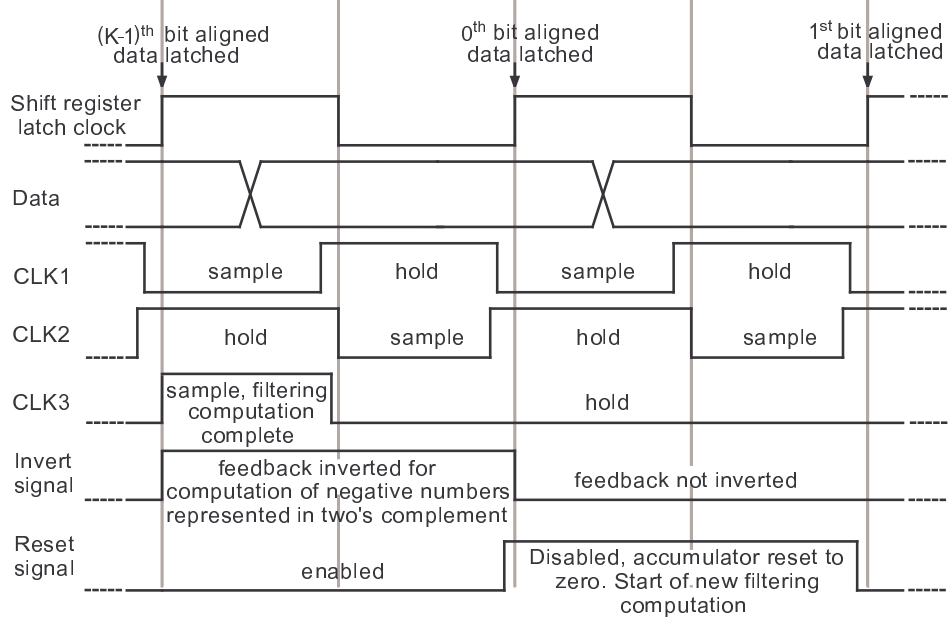 (K-1)th bit aligned
data latched
0th bit aligned
data latched
1st bit aligned
data latched
Shift register
latch clock
Data
CLK1
sample
hold
sample
hold
CLK2
hold
sample
hold
sample
CLK3
sample, filtering
computation
complete
hold
Invert
signal
feedback inverted for
computation of negative numbers
represented in two's complement
feedback not inverted
Reset
signal
enabled
Disabled, accumulator reset to
zero. Start of new filtering
computation